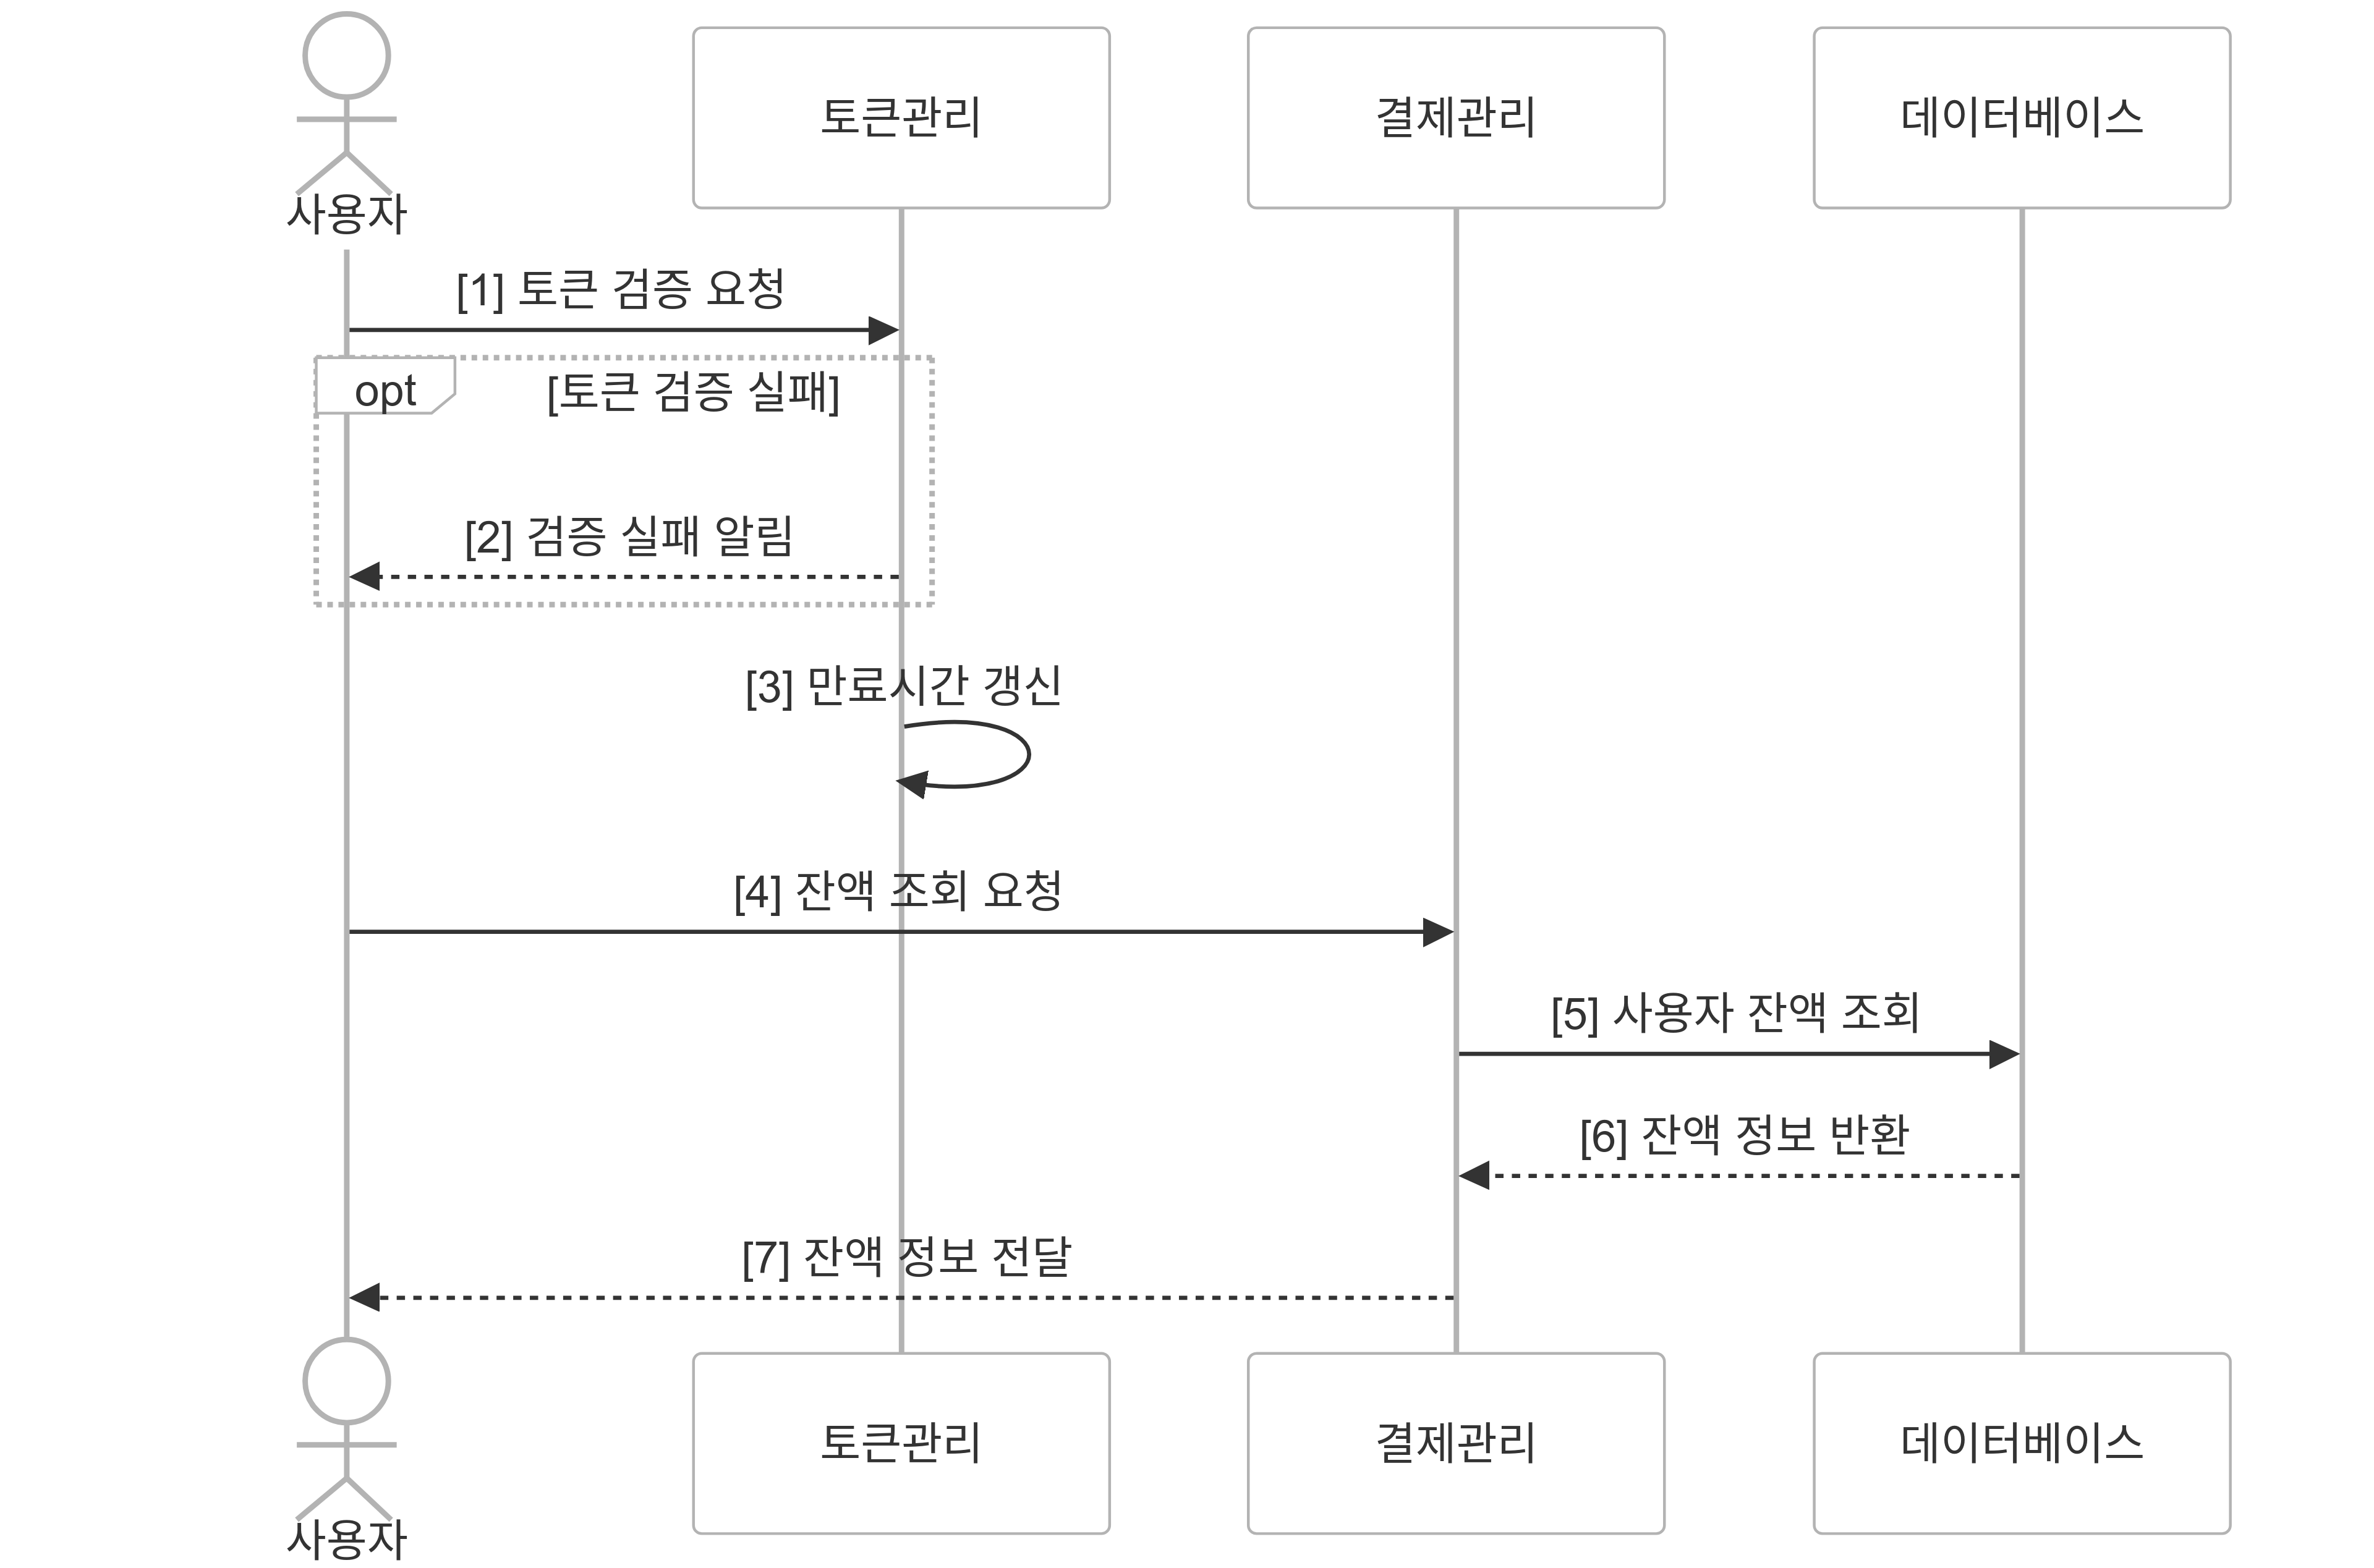 사용자
토큰관리
결제관리
데이터베이스
[1] 토큰 검증 요청
opt
[토큰 검증 실패]
[2] 검증 실패 알림
[3] 만료시간 갱신
[4] 잔액 조회 요청
[5] 사용자 잔액 조회
[6] 잔액 정보 반환
[7] 잔액 정보 전달
사용자
토큰관리
결제관리
데이터베이스